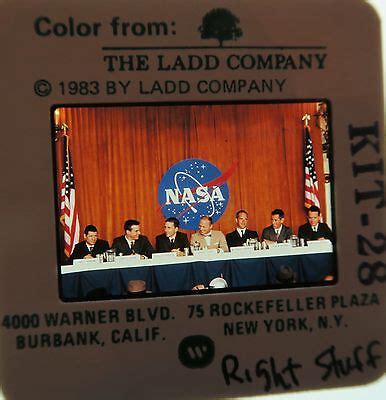 Color from:
THE LADD COMPANY
© 1983 BY LADD COMPANY
NASA
KIT-28
4000 WARNER BLVD. 75 ROCKEFELLER PLAZA
BURBANK, CALIF. NEW YORK, N.Y.
Right Stuff